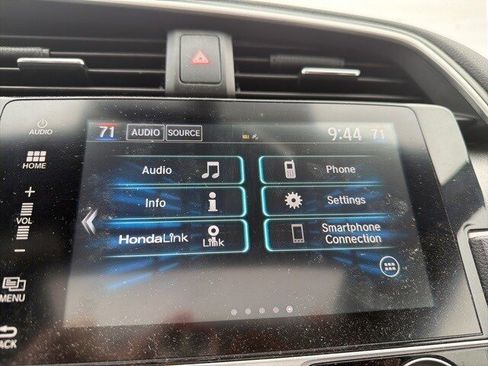 AUDIO
71 AUDIO SOURCE 9:44 71
HOME
Audio
Phone
+
VOL
−
Info
Settings
HondaLink
Link
Smartphone
Connection
MENU
BACK